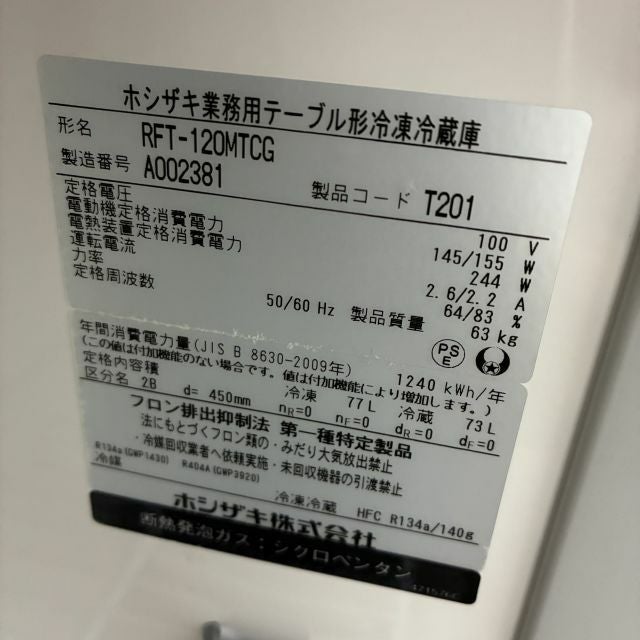 ホシザキ業務用テーブル形冷凍冷蔵庫
形名 RFT-120MTCG
製造番号 A002381 製品コード T201
定格電圧 100 V
電動機定格消費電力 145/155 W
電熱装置定格消費電力 244 W
運転電流 2.6/2.2 A
力率 64/83 %
定格周波数 50/60 Hz 製品質量 63 kg
PSE
年間消費電力量(JIS B 8630-2009年) 1240 kWh/年
(この値は付加機能のない場合です。値は付加機能により増加します。)
定格内容積 冷凍 77L 冷蔵 73L
区分名 2B d= 450mm nR=0 nF=0 dR=0 dF=0
フロン排出抑制法 第一種特定製品
法にもとづくフロン類の・みだり大気放出禁止
・冷媒回収業者へ依頼実施・未回収機器の引渡禁止
R134a(GWP1430) R404A(GWP3920)
冷媒 冷凍冷蔵 HFC R134a/140g
ホシザキ株式会社
断熱発泡ガス:シクロペンタン